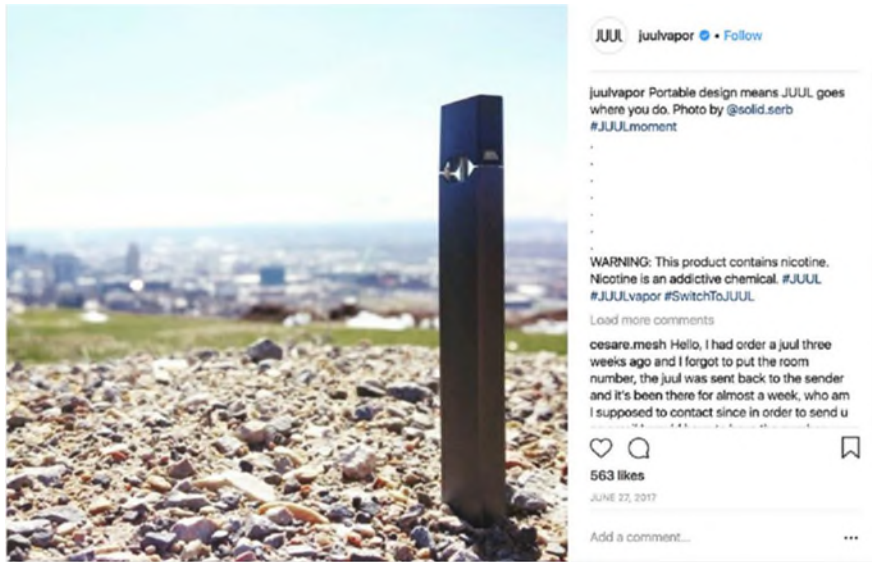 JUUL
juulvapor • Follow
juulvapor Portable design means JUUL goes
where you do. Photo by @solid.serb
#JUULmoment
.
.
.
.
.
.
WARNING: This product contains nicotine.
Nicotine is an addictive chemical. #JUUL
#JUULvapor #SwitchToJUUL
Load more comments
cesare.mesh Hello, I had order a juul three
weeks ago and I forgot to put the room
number, the juul was sent back to the sender
and it's been there for almost a week, who am
I supposed to contact since in order to send u
563 likes
JUNE 27, 2017
Add a comment...